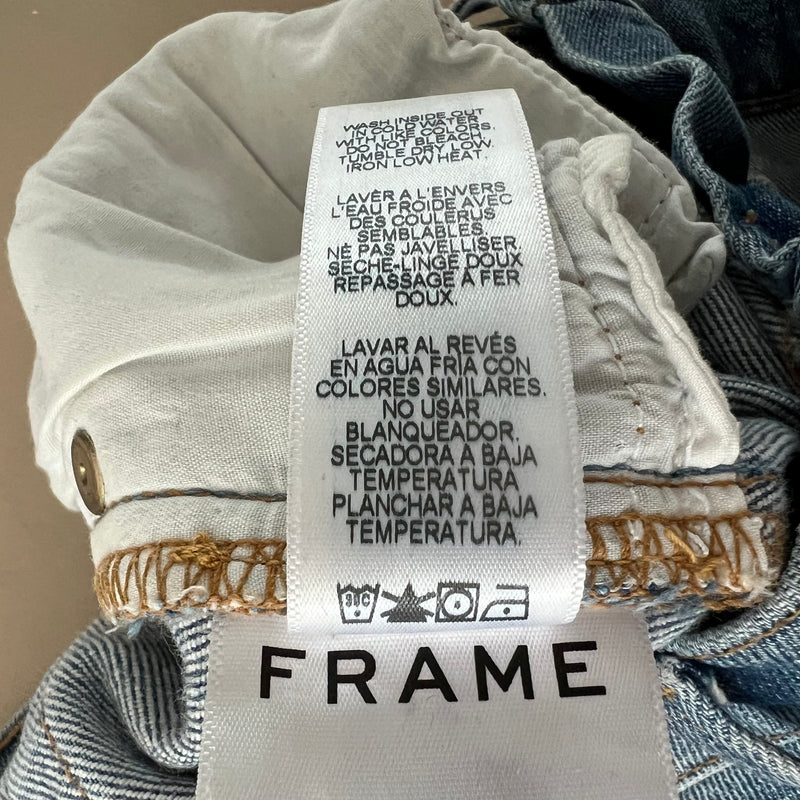 WASH INSIDE OUT
IN COLD WATER
WITH LIKE COLORS.
DO NOT BLEACH.
TUMBLE DRY LOW.
IRON LOW HEAT.
LAVER A L'ENVERS
L'EAU FROIDE AVEC
DES COULERUS
SEMBLABLES.
NE PAS JAVELLISER.
SECHE-LINGE DOUX
REPASSAGE A FER
DOUX.
LAVAR AL REVÉS
EN AGUA FRIA CON
COLORES SIMILARES.
NO USAR
BLANQUEADOR.
SECADORA A BAJA
TEMPERATURA
PLANCHAR A BAJA
TEMPERATURA.
FRAME